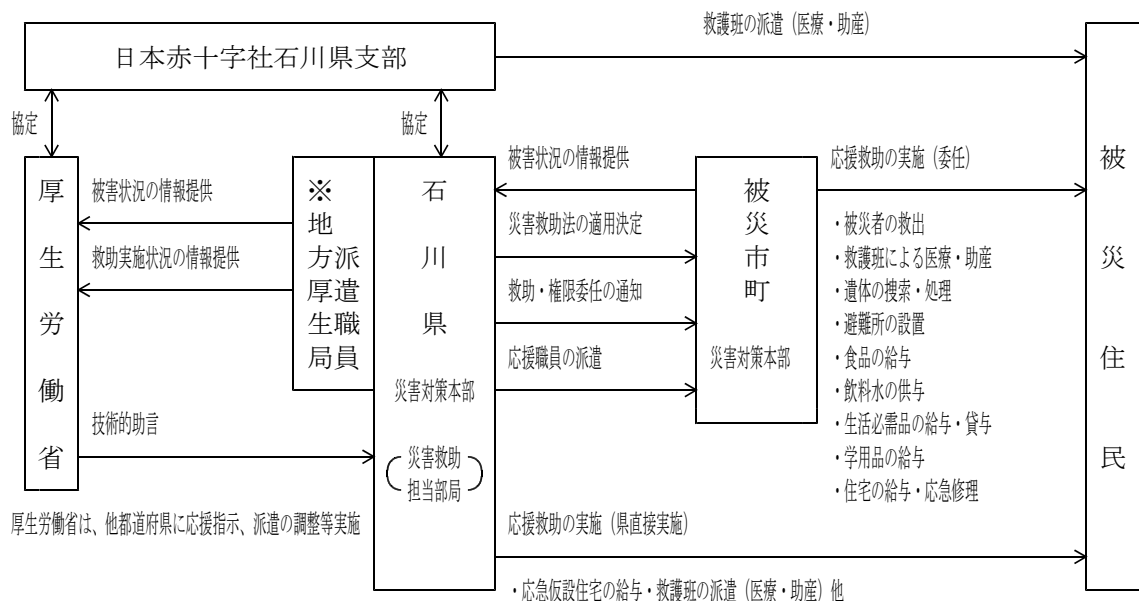 救護班の派遣（医療・助産）
日本赤十字社石川県支部
協定
協定
厚生労働省
被害状況の情報提供
救助実施状況の情報提供
技術的助言
※地方厚生局
派遣職員
石川県
災害対策本部
災害救助
担当部局
被害状況の情報提供
災害救助法の適用決定
救助・権限委任の通知
応援職員の派遣
被災市町
災害対策本部
応援救助の実施（委任）
・被災者の救出
・救護班による医療・助産
・遺体の捜索・処理
・避難所の設置
・食品の給与
・飲料水の供与
・生活必需品の給与・貸与
・学用品の給与
・住宅の給与・応急修理
被災住民
厚生労働省は、他都道府県に応援指示、派遣の調整等実施
応援救助の実施（県直接実施）
・応急仮設住宅の給与・救護班の派遣（医療・助産）他